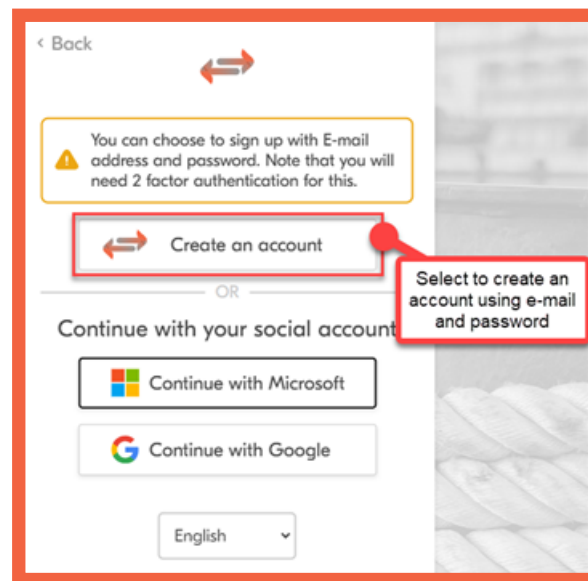 < Back
You can choose to sign up with E-mail
address and password. Note that you will
need 2 factor authentication for this.
Create an account
Select to create an
account using e-mail
and password
OR
Continue with your social account
Continue with Microsoft
Continue with Google
English